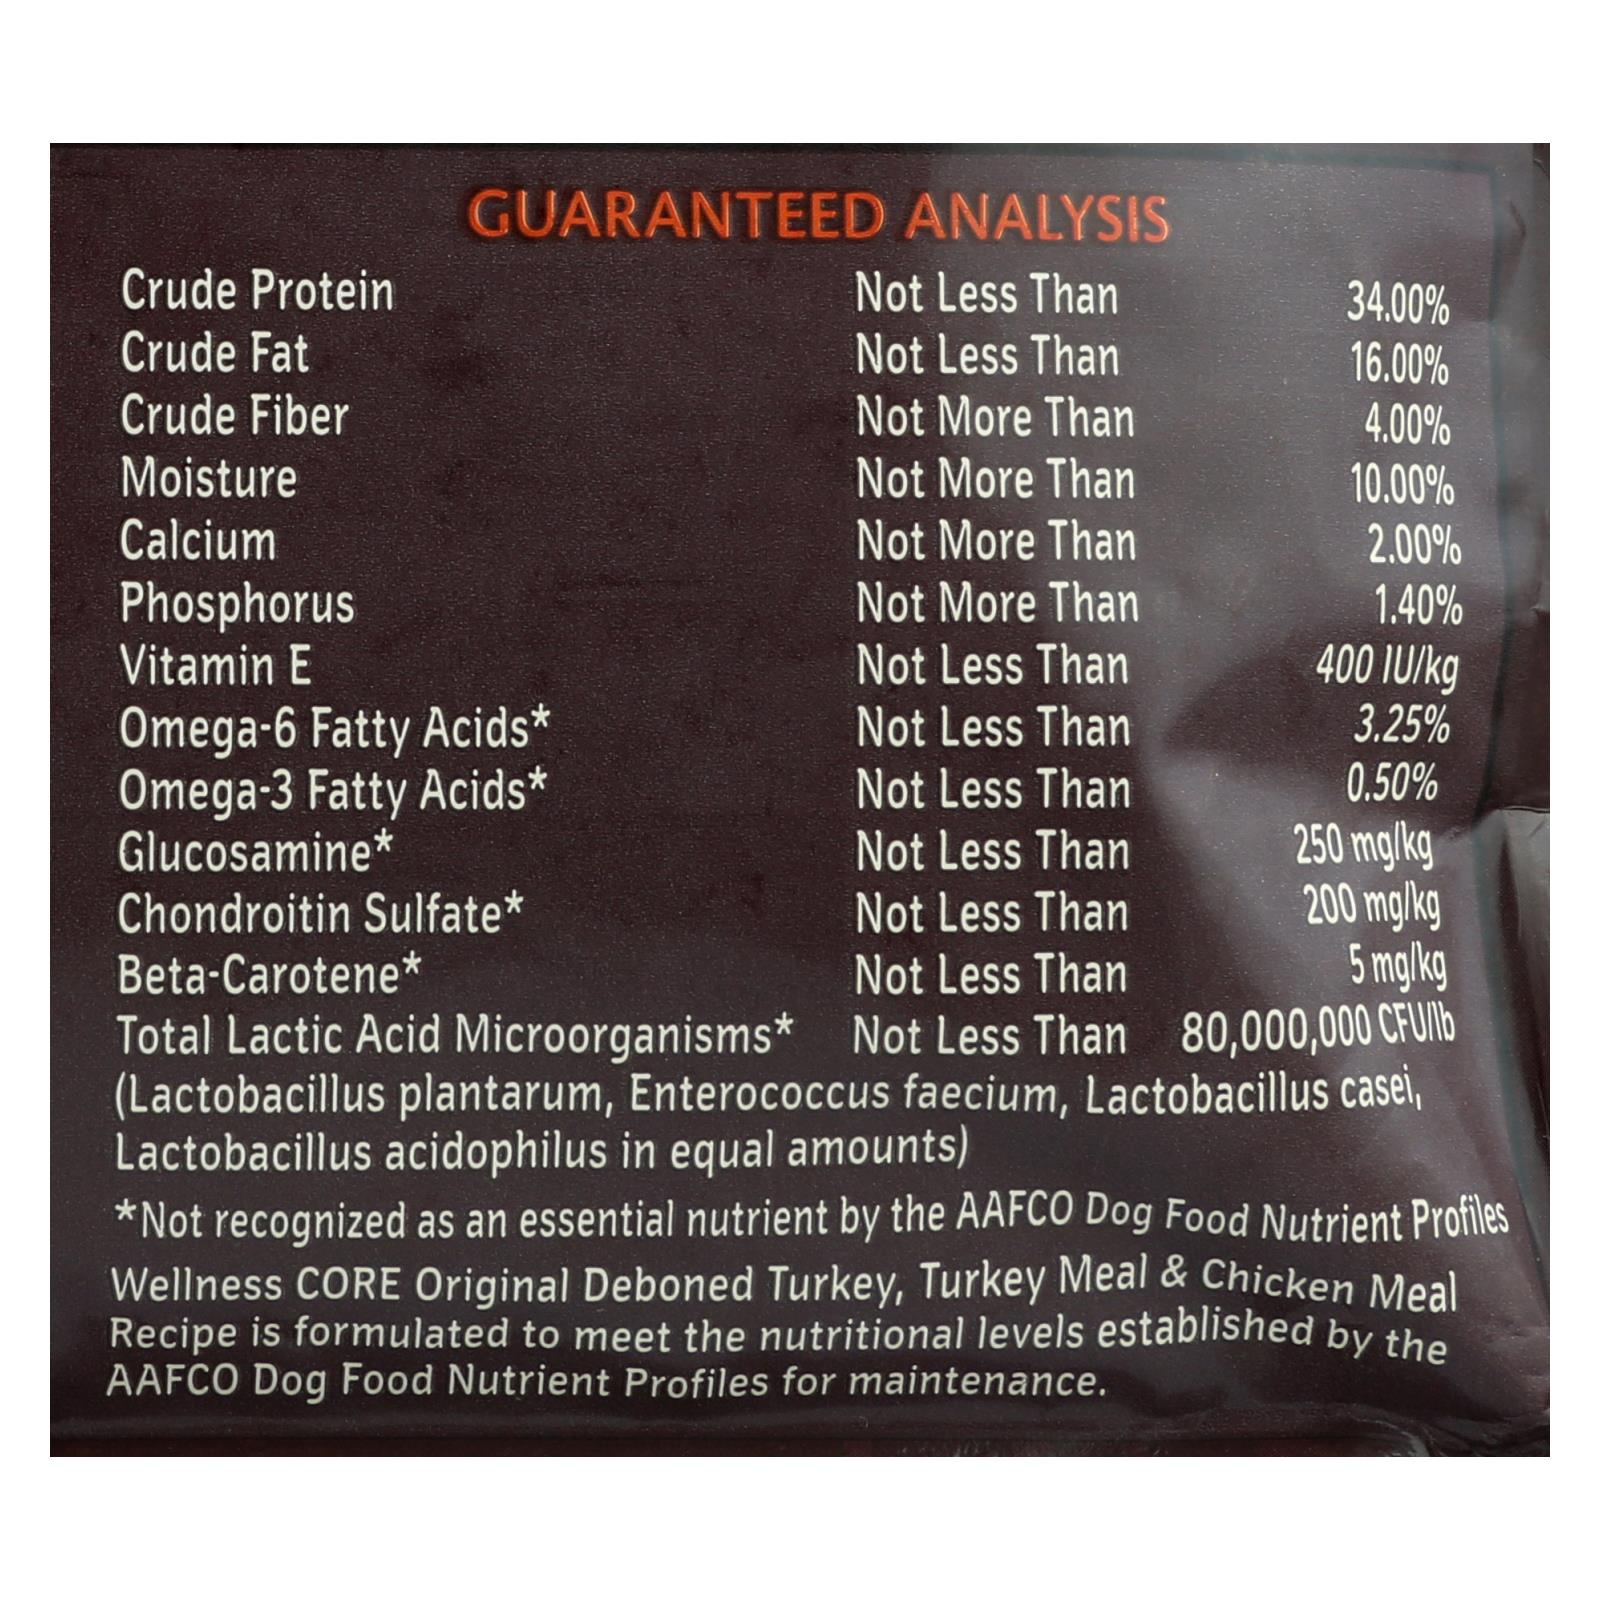 GUARANTEED ANALYSIS
Crude Protein Not Less Than 34.00%
Crude Fat Not Less Than 16.00%
Crude Fiber Not More Than 4.00%
Moisture Not More Than 10.00%
Calcium Not More Than 2.00%
Phosphorus Not More Than 1.40%
Vitamin E Not Less Than 400 IU/kg
Omega-6 Fatty Acids* Not Less Than 3.25%
Omega-3 Fatty Acids* Not Less Than 0.50%
Glucosamine* Not Less Than 250 mg/kg
Chondroitin Sulfate* Not Less Than 200 mg/kg
Beta-Carotene* Not Less Than 5 mg/kg
Total Lactic Acid Microorganisms* Not Less Than 80,000,000 CFU/lb
(Lactobacillus plantarum, Enterococcus faecium, Lactobacillus casei,
Lactobacillus acidophilus in equal amounts)
*Not recognized as an essential nutrient by the AAFCO Dog Food Nutrient Profiles
Wellness CORE Original Deboned Turkey, Turkey Meal & Chicken Meal
Recipe is formulated to meet the nutritional levels established by the
AAFCO Dog Food Nutrient Profiles for maintenance.